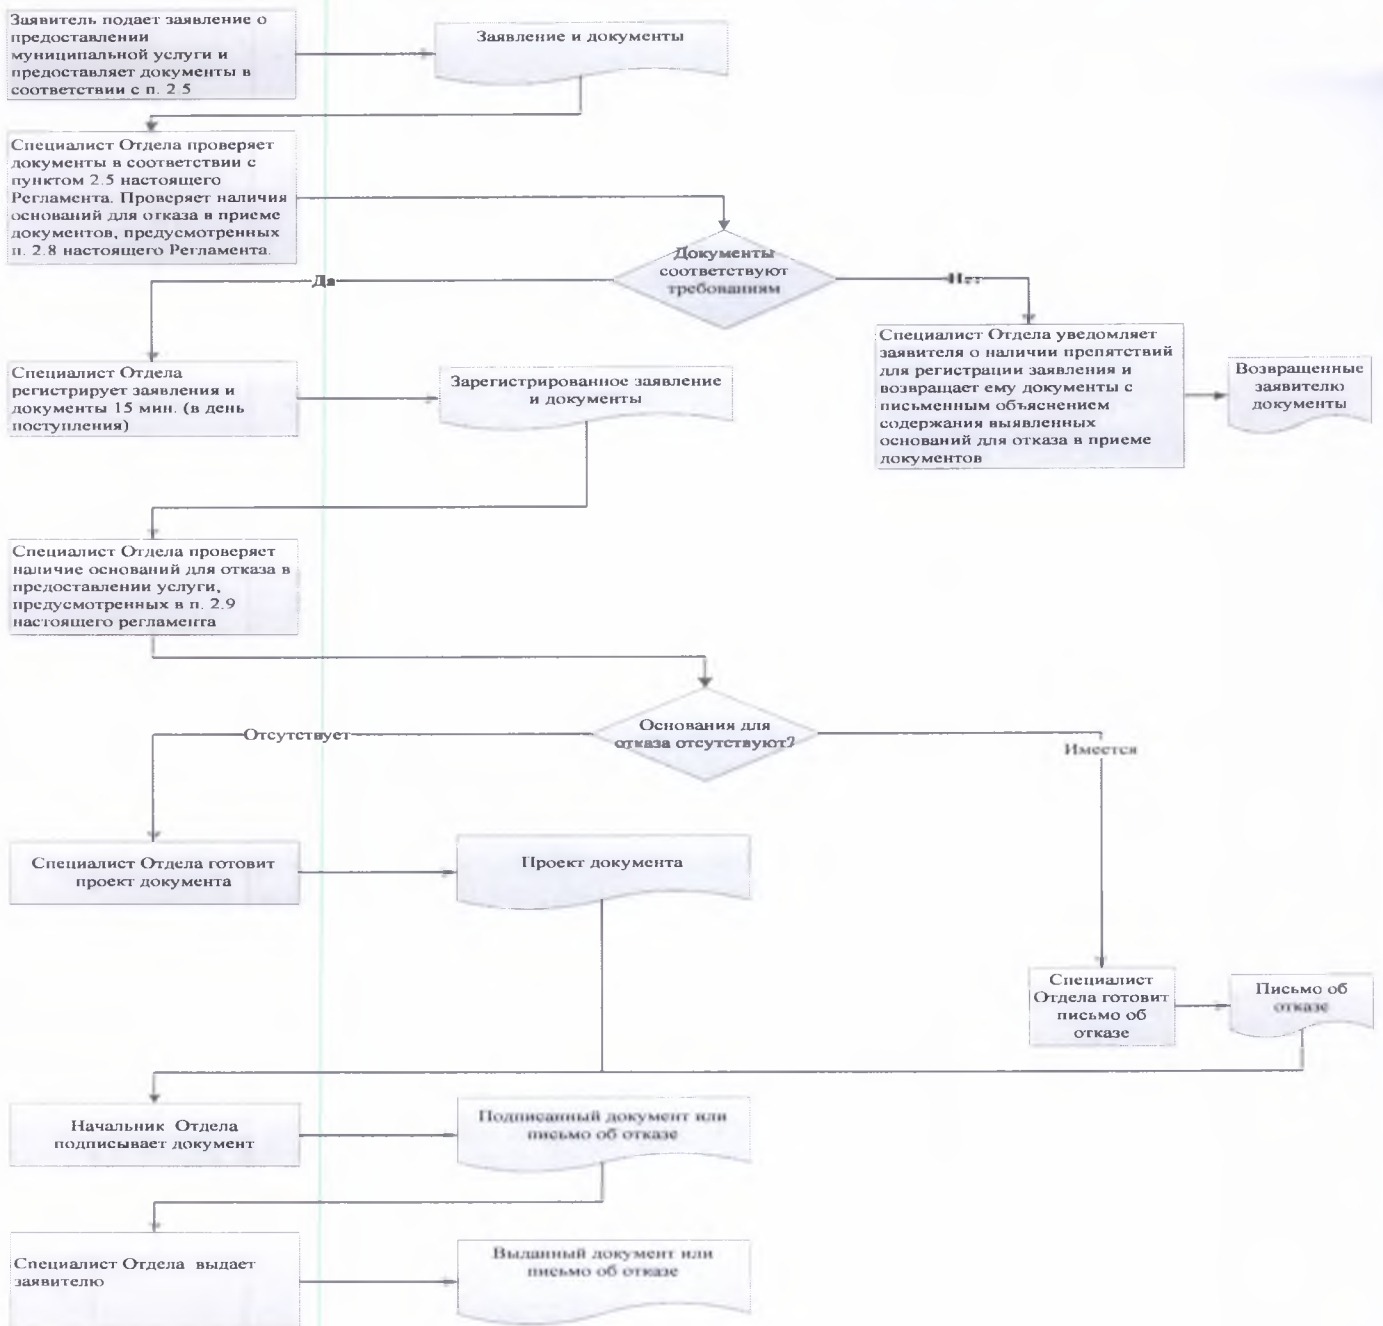 Заявитель подает заявление о
предоставлении
муниципальной услуги и
предоставляет документы в
соответствии с п. 2.5
Заявление и документы
Специалист Отдела проверяет
документы в соответствии с
пунктом 2.5 настоящего
Регламента. Проверяет наличия
оснований для отказа в приеме
документов, предусмотренных
п. 2.8 настоящего Регламента.
Документы
соответствуют
требованиям
Да
Нет
Специалист Отдела
регистрирует заявления и
документы 15 мин. (в день
поступления)
Зарегистрированное заявление
и документы
Специалист Отдела уведомляет
заявителя о наличии препятствий
для регистрации заявления и
возвращает ему документы с
письменным объяснением
содержания выявленных
оснований для отказа в приеме
документов
Возвращенные
заявителю
документы
Специалист Отдела проверяет
наличие оснований для отказа в
предоставлении услуги,
предусмотренных в п. 2.9
настоящего регламента
Основания для
отказа отсутствуют?
Отсутствует
Имеется
Специалист Отдела готовит
проект документа
Проект документа
Специалист
Отдела готовит
письмо об
отказе
Письмо об
отказе
Начальник Отдела
подписывает документ
Подписанный документ или
письмо об отказе
Специалист Отдела выдает
заявителю
Выданный документ или
письмо об отказе